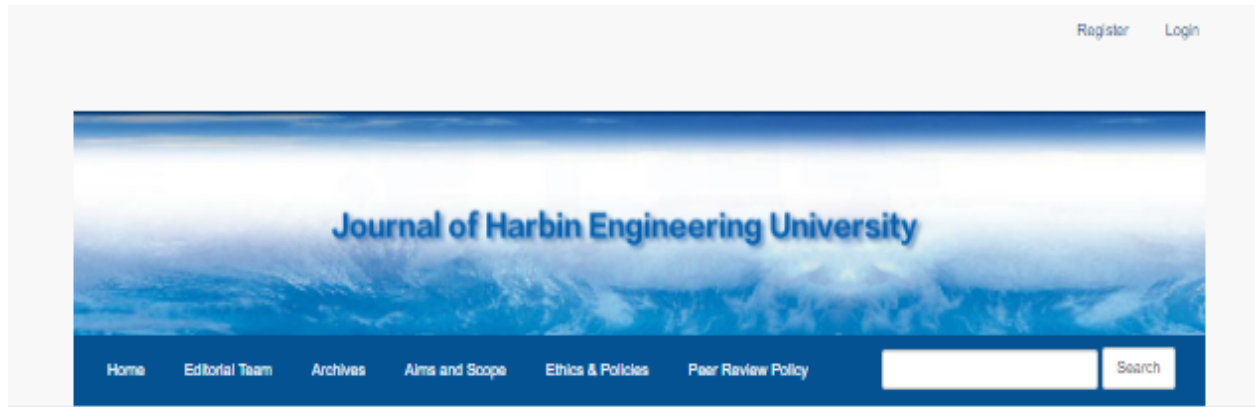 Register Login
Journal of Harbin Engineering University
Home Editorial Team Archives Aims and Scope Ethics & Policies Peer Review Policy Search